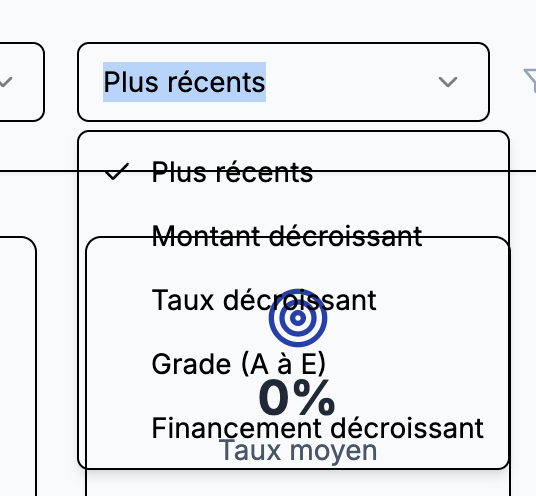 Plus récents
Plus récents
Montant décroissant
Taux décroissant
Grade (A à E)
0%
Financement décroissant
Taux moyen